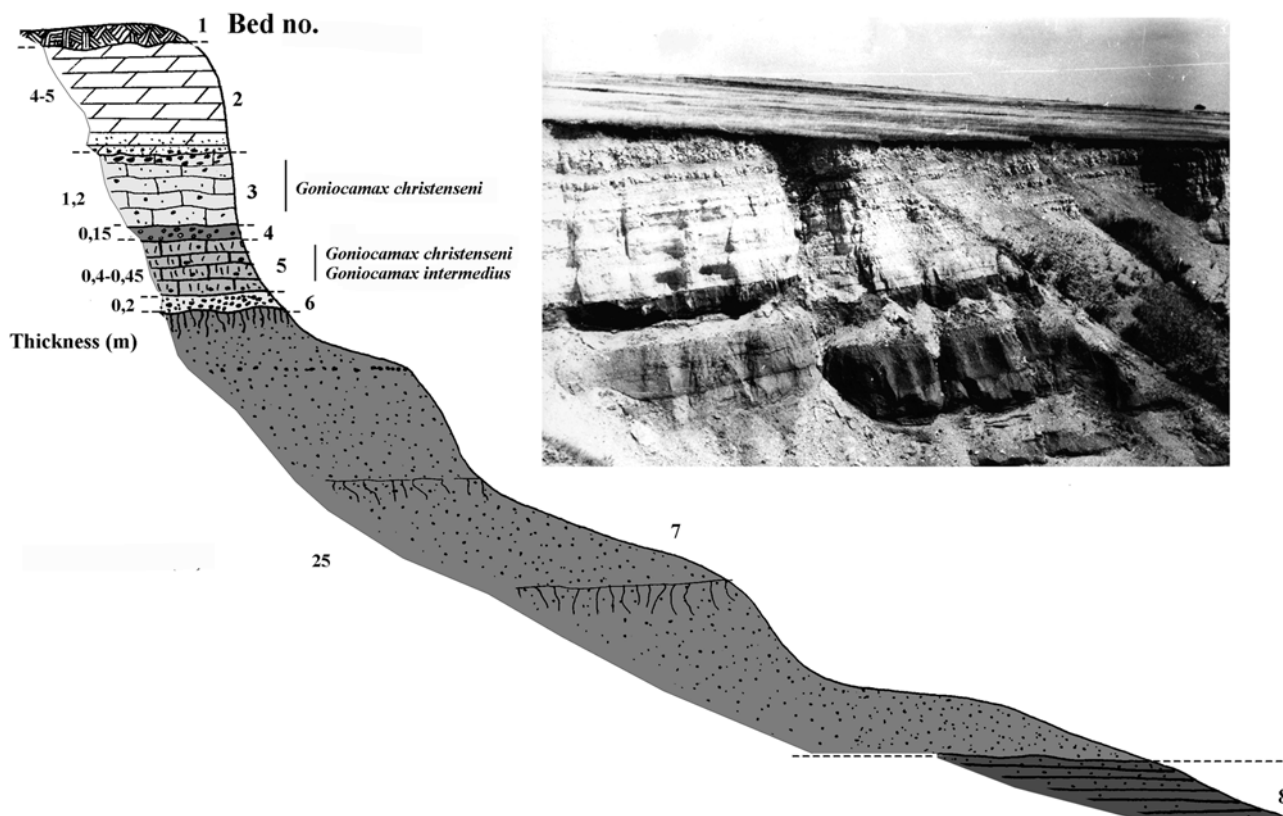 1 Bed no.
4-5
2
1,2
3
Goniocamax christenseni
0,15
4
0,4-0,45
5
Goniocamax christenseni
Goniocamax intermedius
0,2
6
Thickness (m)
7
25
8